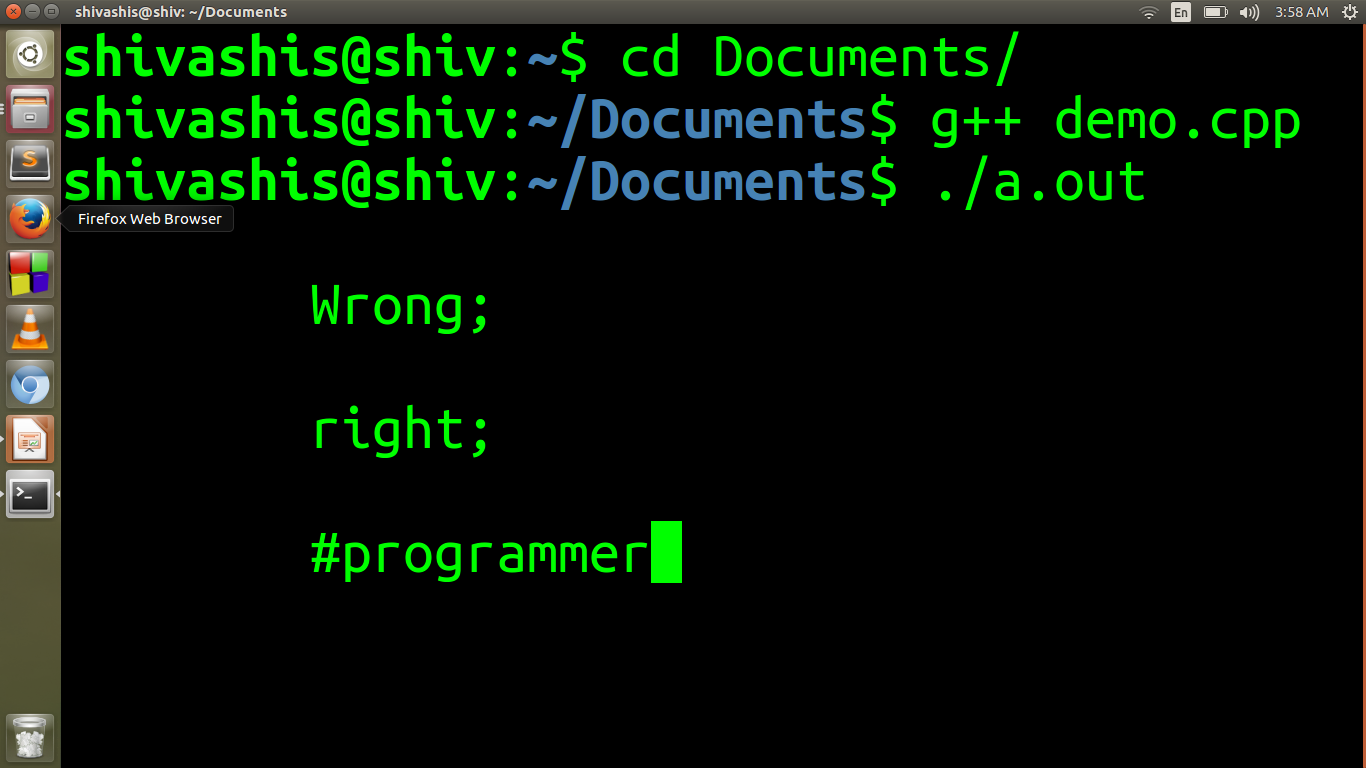 shivashis@shiv: ~/Documents
En
3:58 AM
shivashis@shiv:~$ cd Documents/
shivashis@shiv:~/Documents$ g++ demo.cpp
shivashis@shiv:~/Documents$ ./a.out
Firefox Web Browser
Wrong;
right;
#programmer